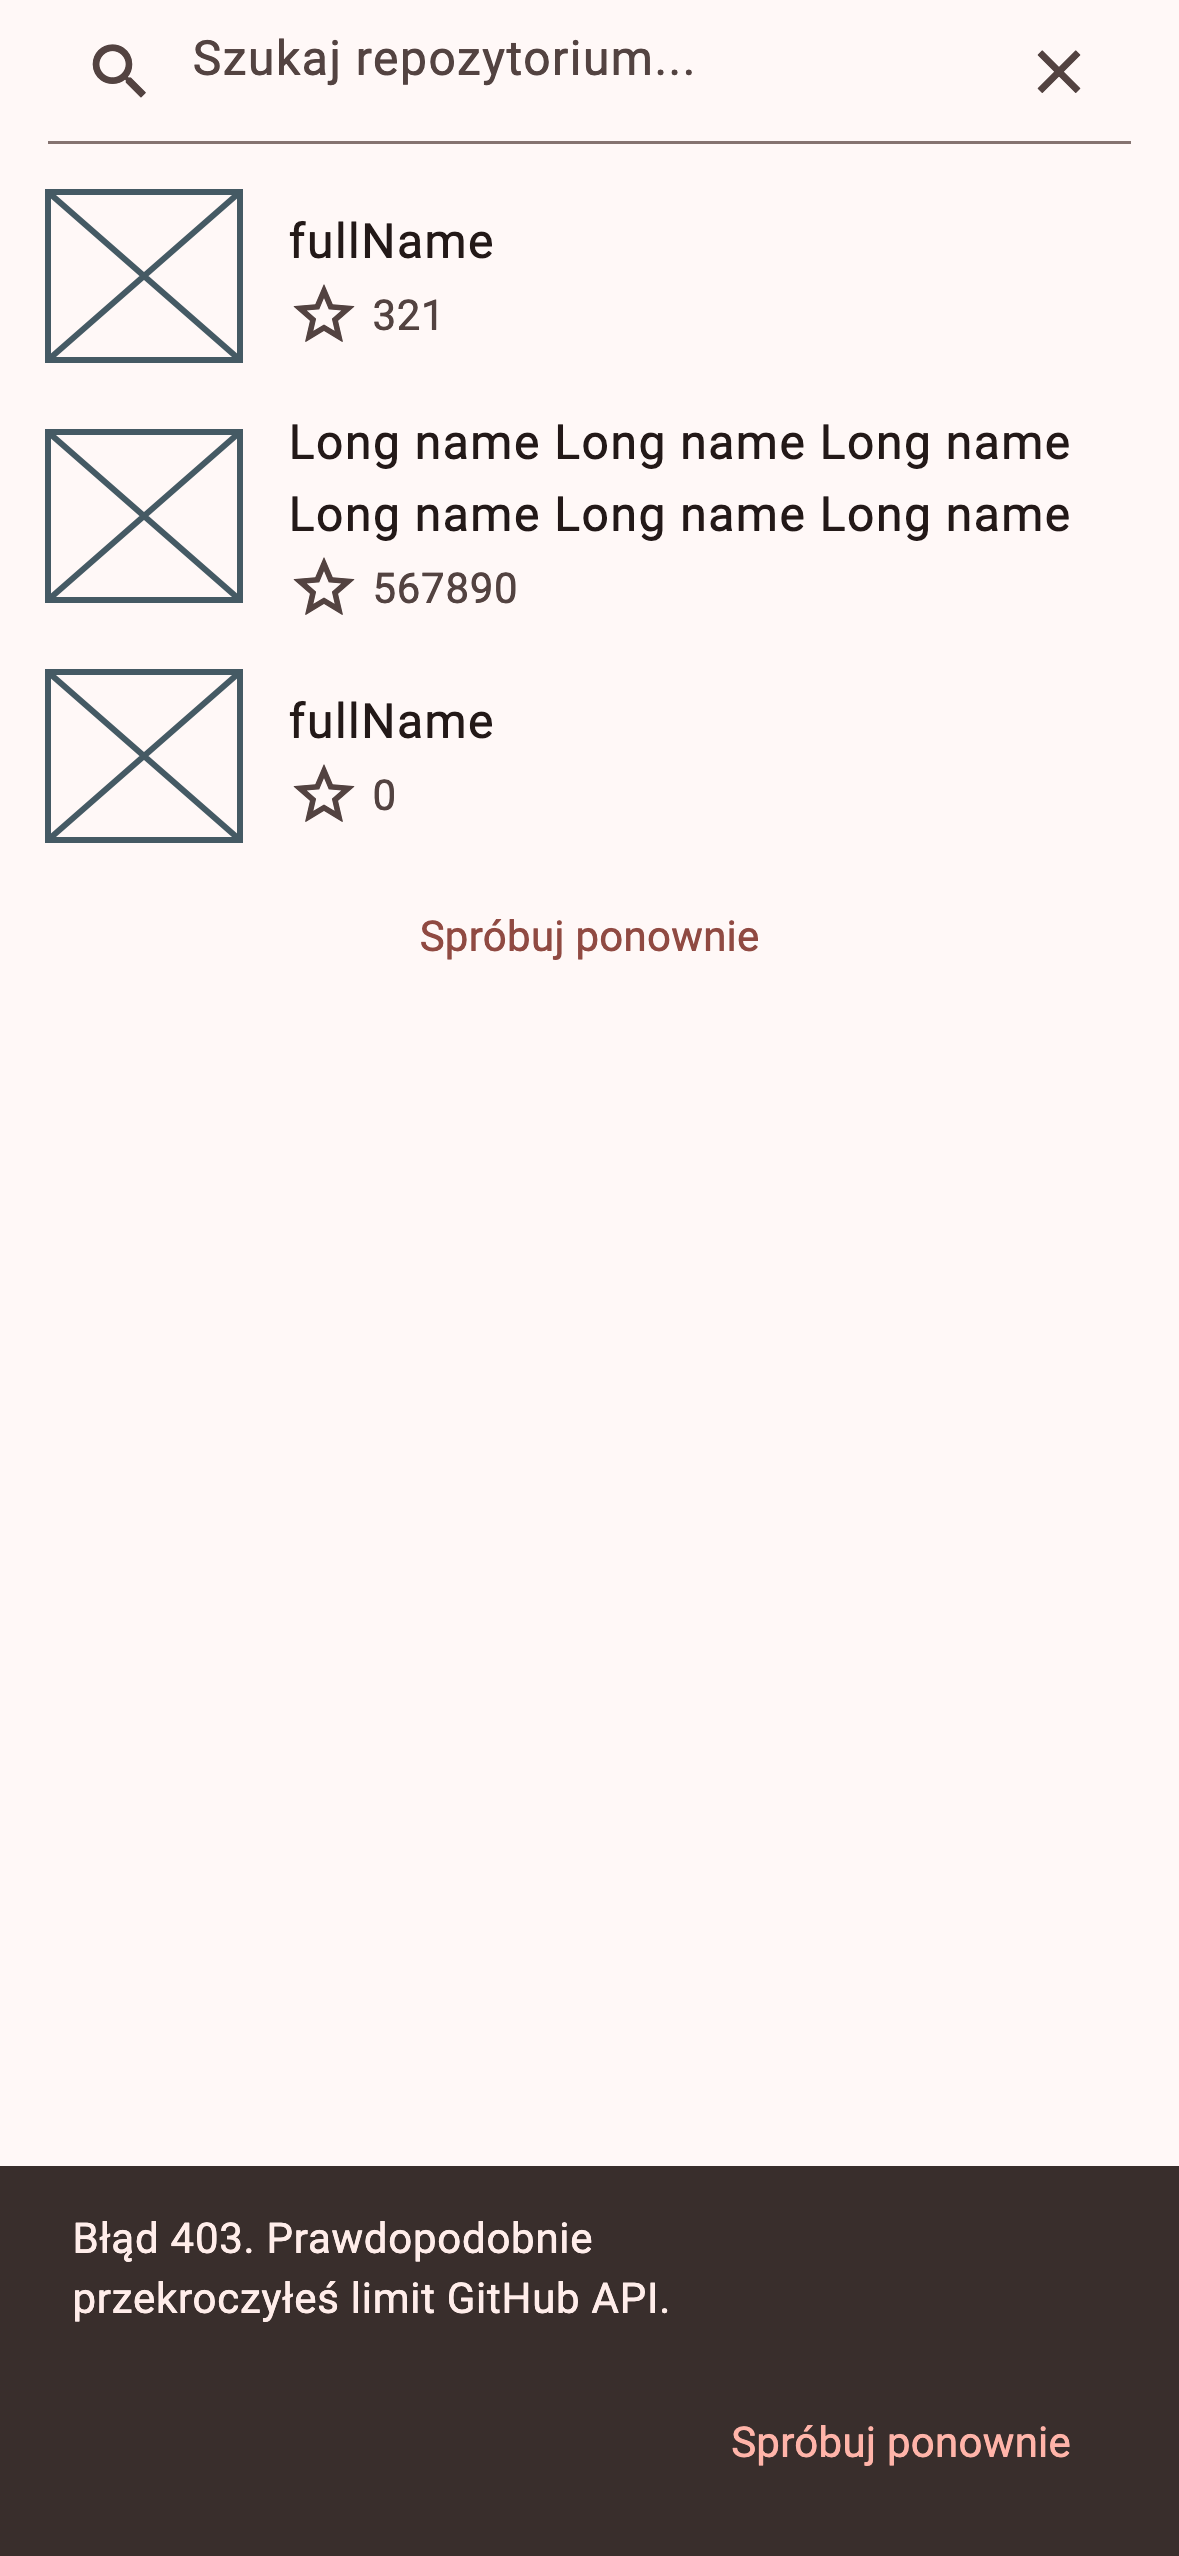 Szukaj repozytorium...
fullName
321
Long name Long name Long name
Long name Long name Long name
567890
fullName
0
Spróbuj ponownie
Błąd 403. Prawdopodobnie
przekroczyłeś limit GitHub API.
Spróbuj ponownie